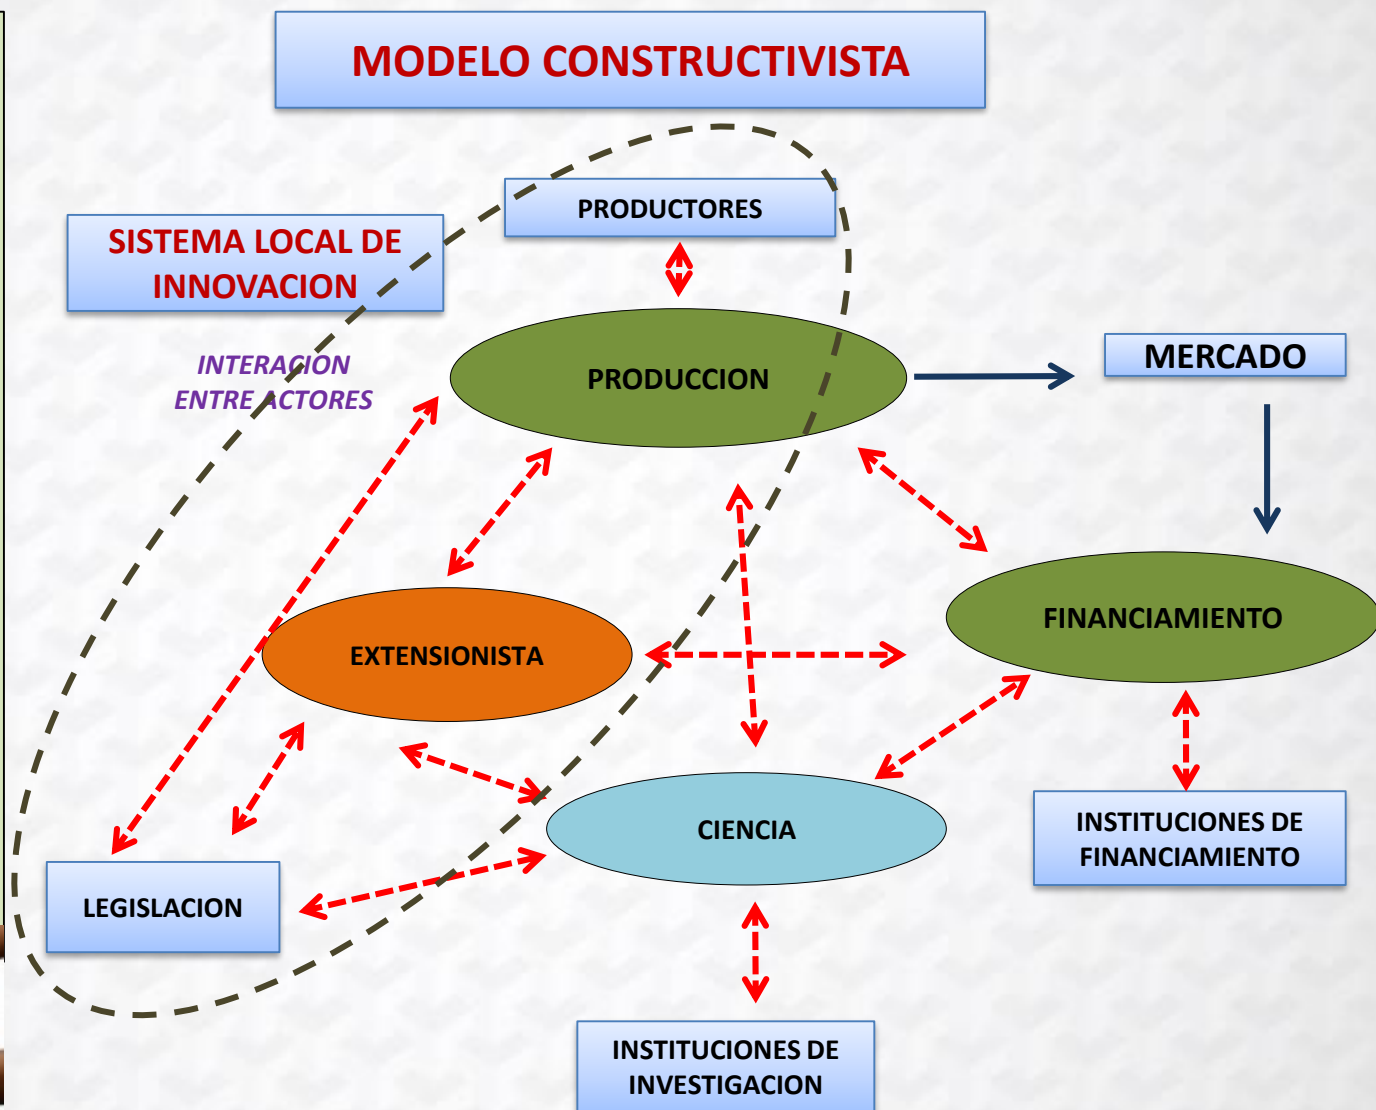 MODELO CONSTRUCTIVISTA
PRODUCTORES
SISTEMA LOCAL DE
INNOVACION
INTERACION
ENTRE ACTORES
PRODUCCION
MERCADO
EXTENSIONISTA
FINANCIAMIENTO
CIENCIA
INSTITUCIONES DE
FINANCIAMIENTO
LEGISLACION
INSTITUCIONES DE
INVESTIGACION